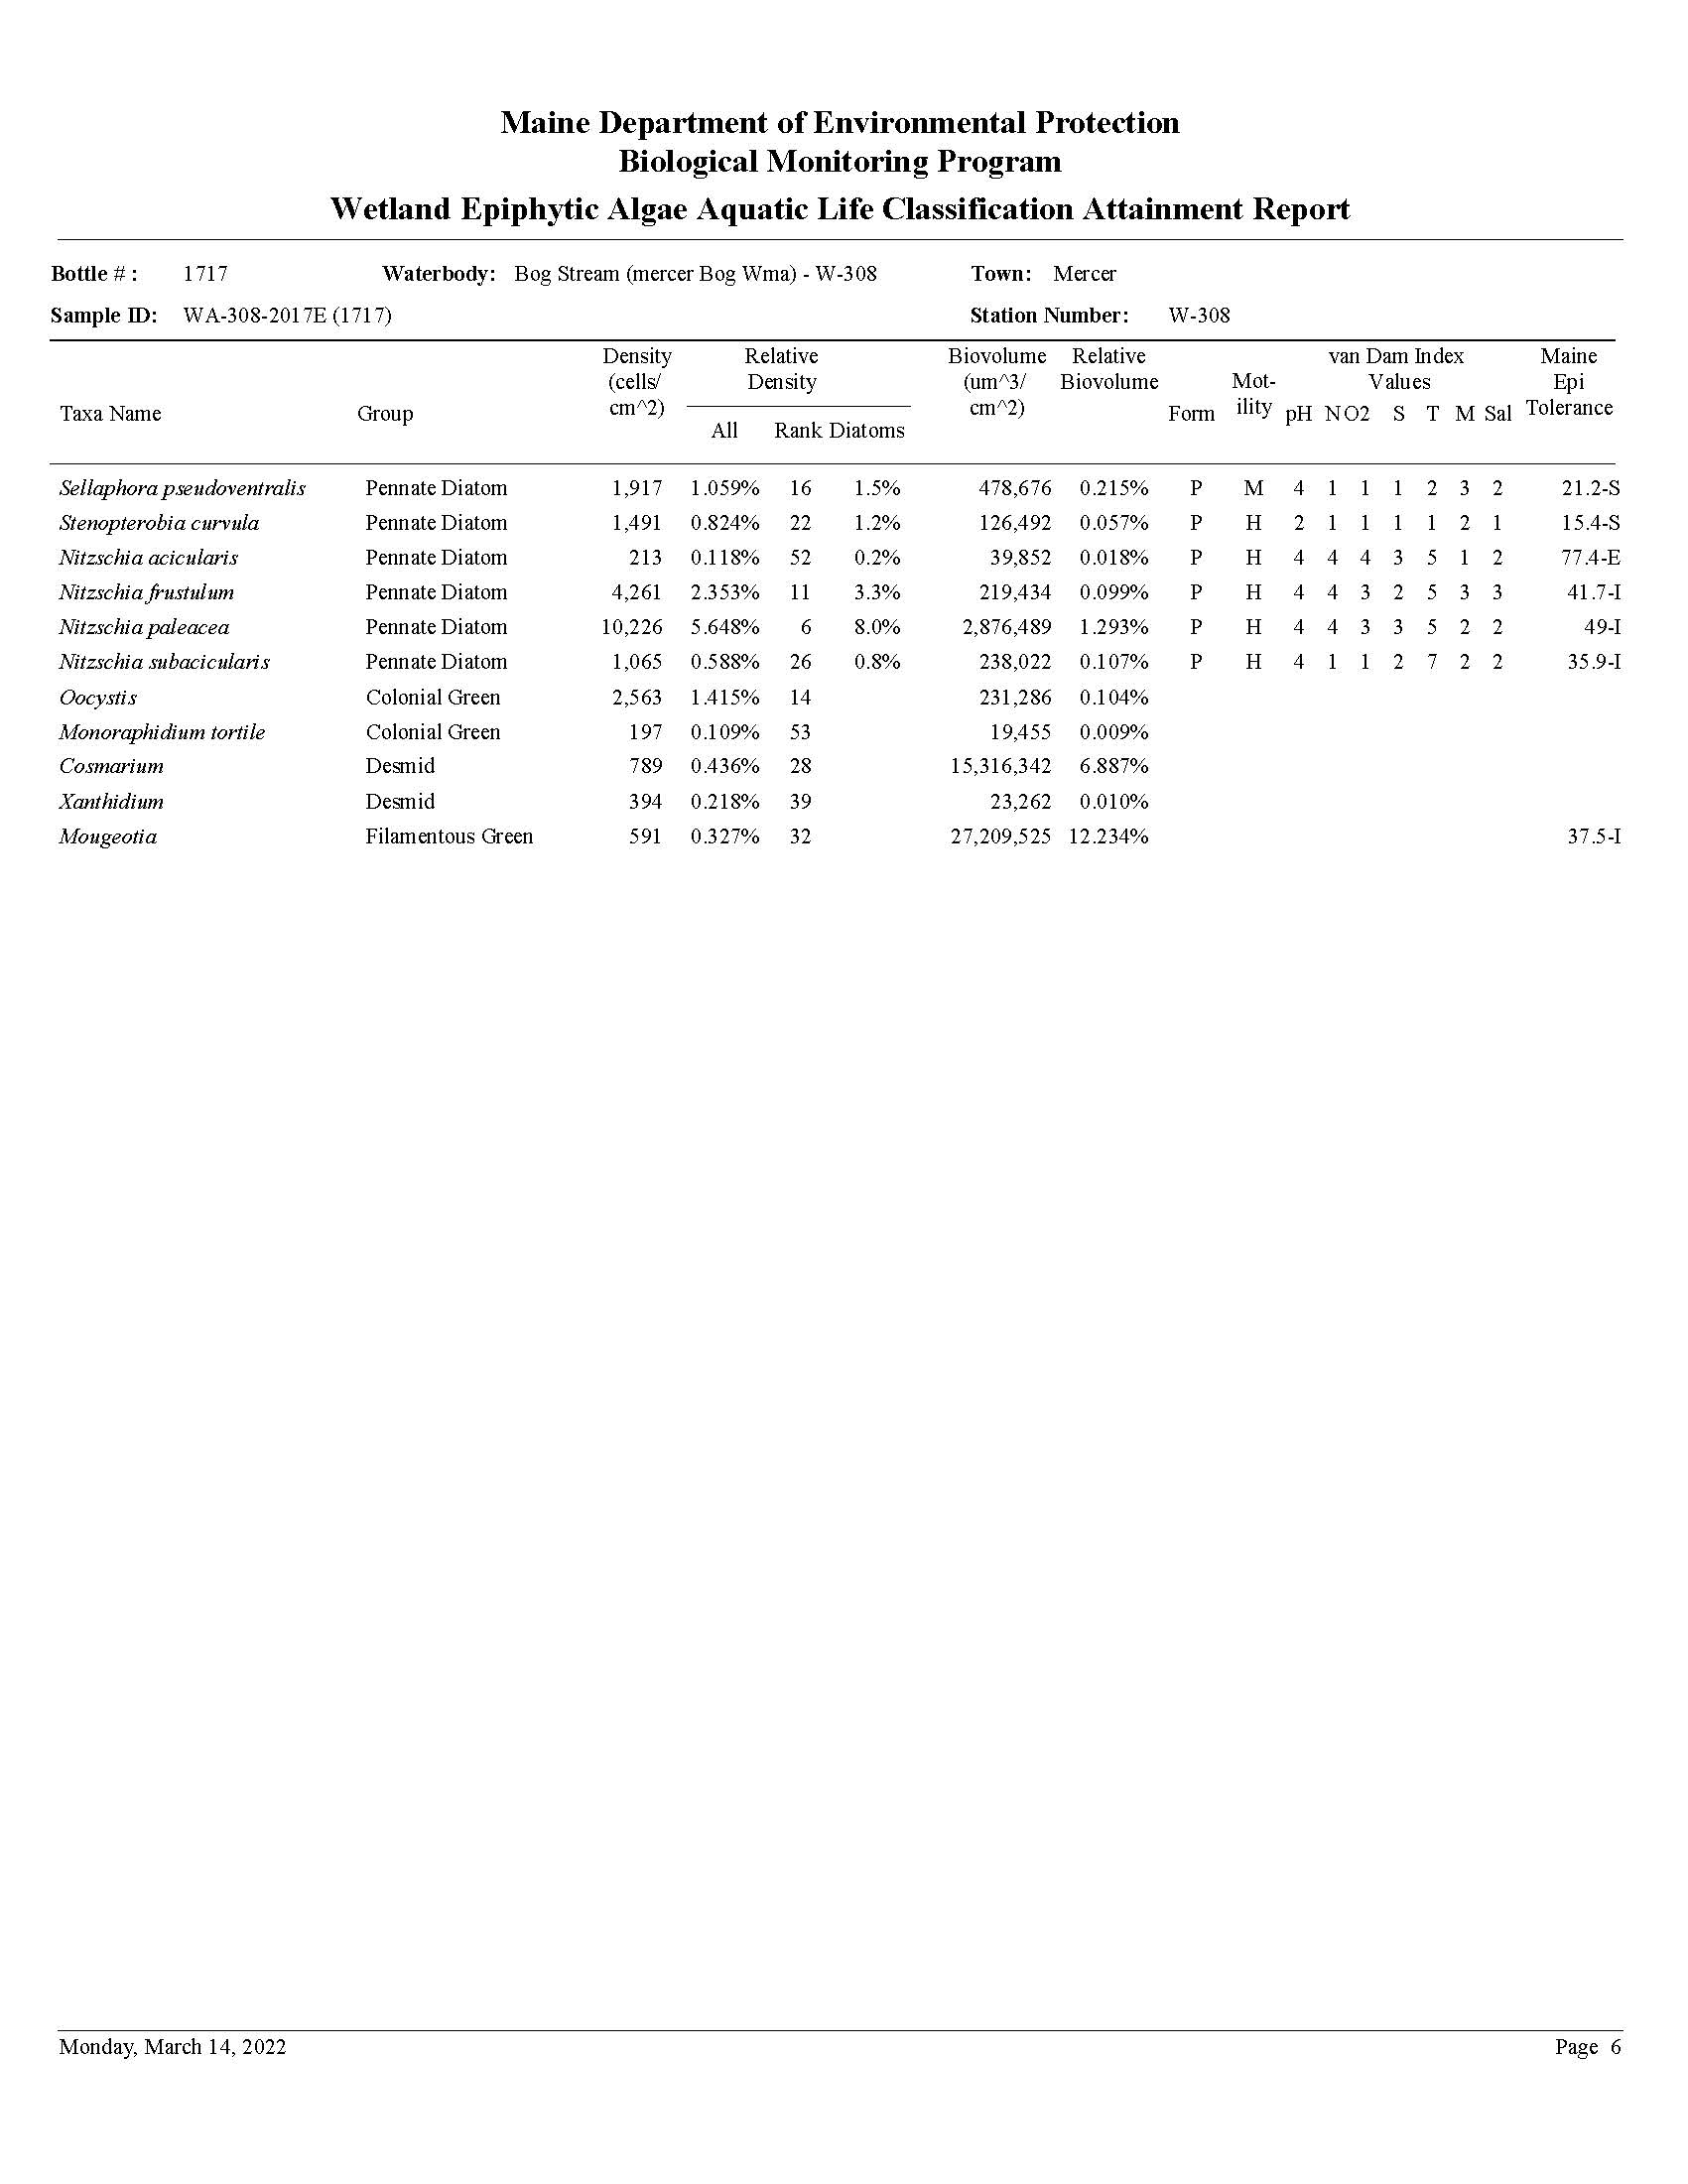 Maine Department of Environmental Protection
Biological Monitoring Program
Wetland Epiphytic Algae Aquatic Life Classification Attainment Report
Bottle # : 1717 Waterbody: Bog Stream (mercer Bog Wma) - W-308 Town: Mercer
Sample ID: WA-308-2017E (1717) Station Number: W-308
Density Relative Biovolume Relative van Dam Index Maine
(cells/ Density (um^3/ Biovolume Mot- Values Epi
Taxa Name Group cm^2) cm^2) Form ility pH N O2 S T M Sal Tolerance
All Rank Diatoms
Sellaphora pseudoventralis Pennate Diatom 1,917 1.059% 16 1.5% 478,676 0.215% P M 4 1 1 1 2 3 2 21.2-S
Stenopterobia curvula Pennate Diatom 1,491 0.824% 22 1.2% 126,492 0.057% P H 2 1 1 1 1 2 1 15.4-S
Nitzschia acicularis Pennate Diatom 213 0.118% 52 0.2% 39,852 0.018% P H 4 4 4 3 5 1 2 77.4-E
Nitzschia frustulum Pennate Diatom 4,261 2.353% 11 3.3% 219,434 0.099% P H 4 4 3 2 5 3 3 41.7-I
Nitzschia paleacea Pennate Diatom 10,226 5.648% 6 8.0% 2,876,489 1.293% P H 4 4 3 3 5 2 2 49-I
Nitzschia subacicularis Pennate Diatom 1,065 0.588% 26 0.8% 238,022 0.107% P H 4 1 1 2 7 2 2 35.9-I
Oocystis Colonial Green 2,563 1.415% 14 231,286 0.104%
Monoraphidium tortile Colonial Green 197 0.109% 53 19,455 0.009%
Cosmarium Desmid 789 0.436% 28 15,316,342 6.887%
Xanthidium Desmid 394 0.218% 39 23,262 0.010%
Mougeotia Filamentous Green 591 0.327% 32 27,209,525 12.234% 37.5-I
Monday, March 14, 2022 Page 6